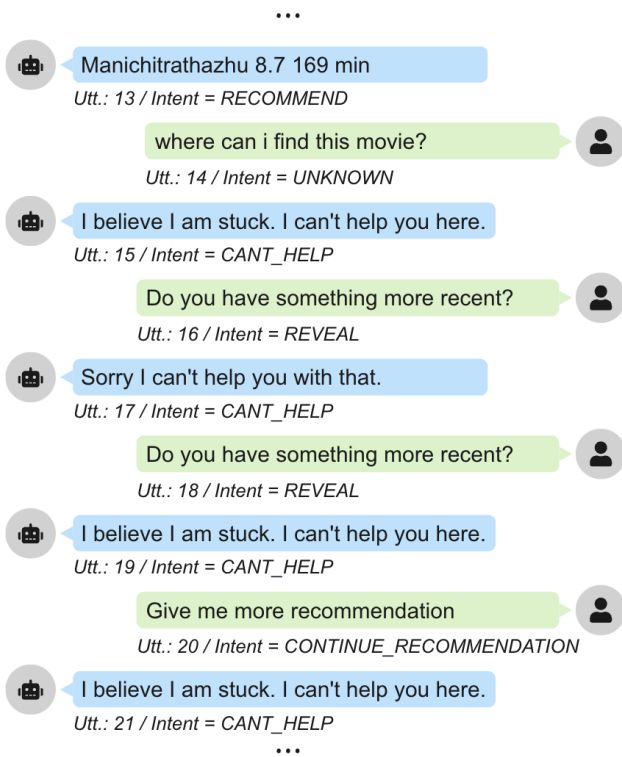 ...
Manichitrathazhu 8.7 169 min
Utt.: 13 / Intent = RECOMMEND
where can i find this movie?
Utt.: 14 / Intent = UNKNOWN
I believe I am stuck. I can't help you here.
Utt.: 15 / Intent = CANT_HELP
Do you have something more recent?
Utt.: 16 / Intent = REVEAL
Sorry I can't help you with that.
Utt.: 17 / Intent = CANT_HELP
Do you have something more recent?
Utt.: 18 / Intent = REVEAL
I believe I am stuck. I can't help you here.
Utt.: 19 / Intent = CANT_HELP
Give me more recommendation
Utt.: 20 / Intent = CONTINUE_RECOMMENDATION
I believe I am stuck. I can't help you here.
Utt.: 21 / Intent = CANT_HELP
...